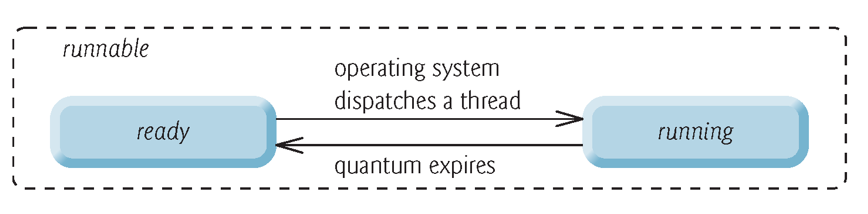 runnable
operating system
dispatches a thread
ready
running
quantum expires